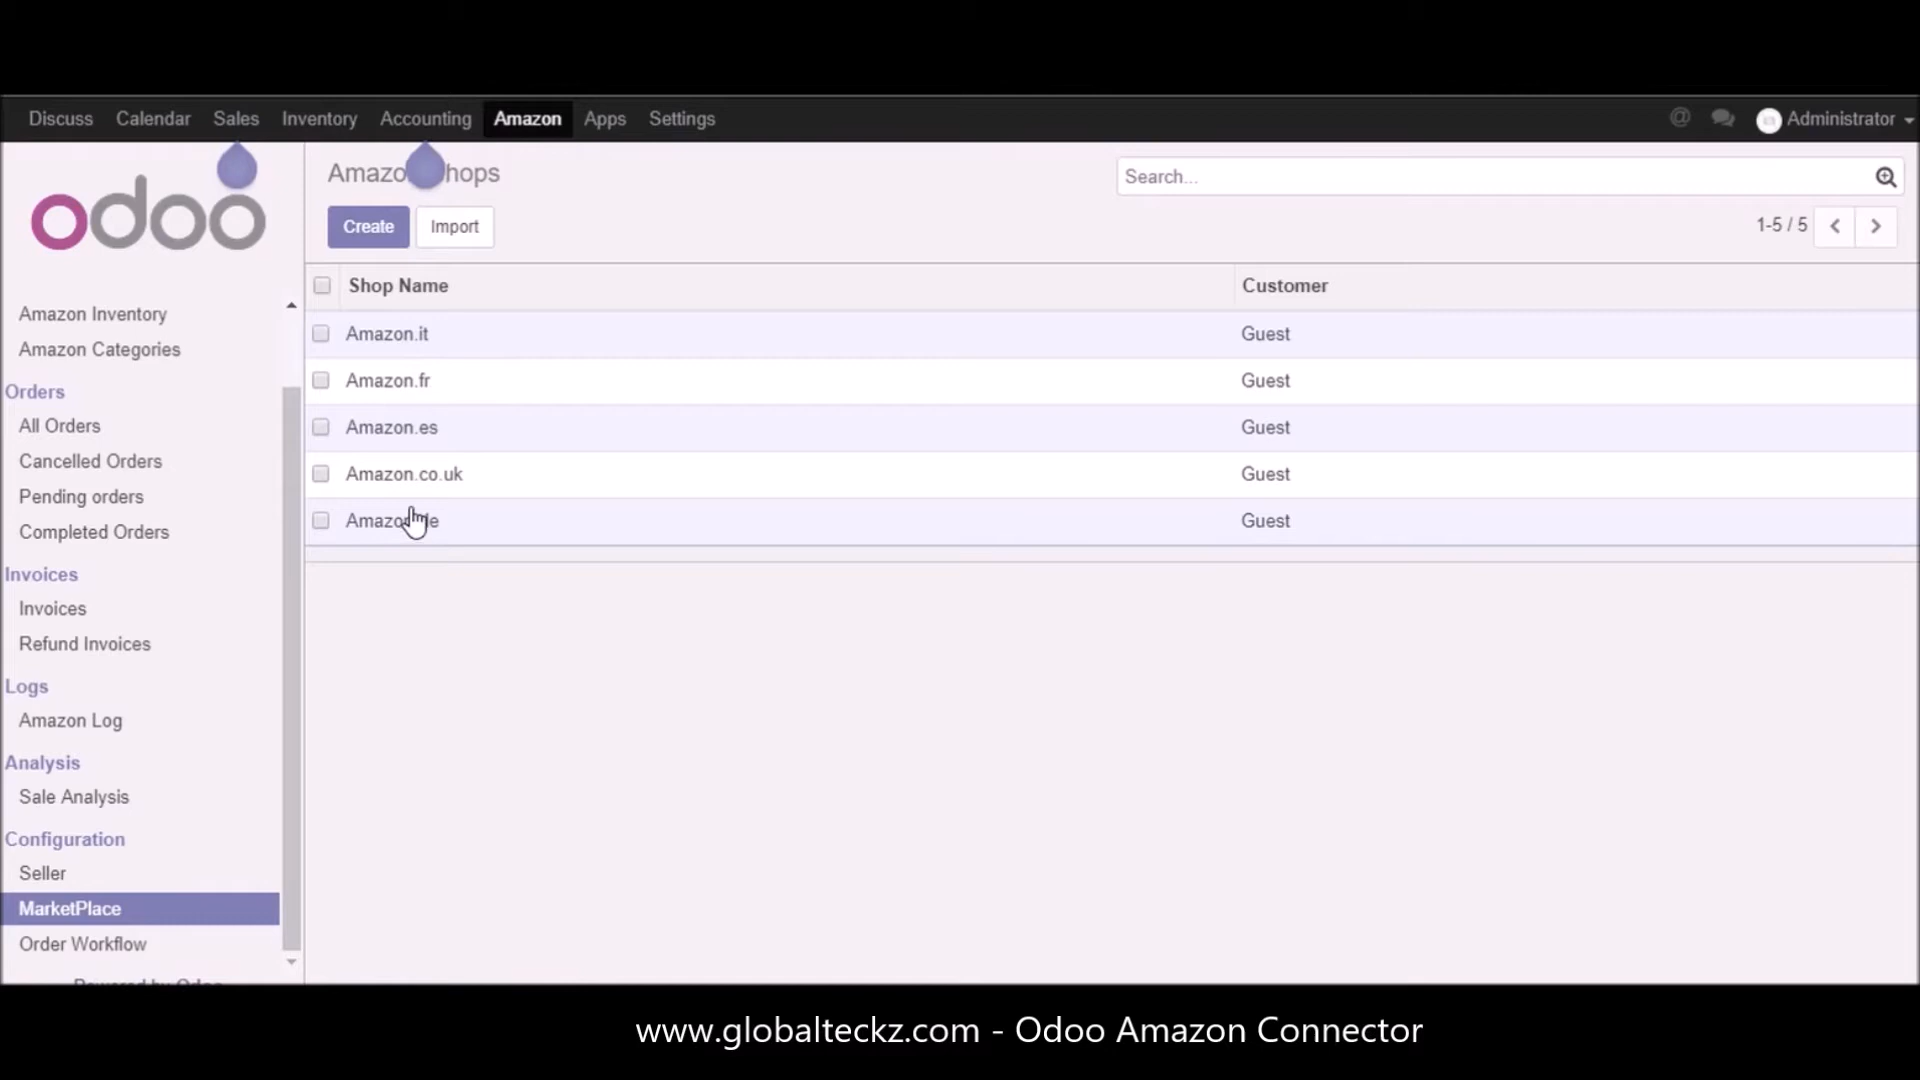 Discuss Calendar Sales Inventory Accounting Amazon Apps Settings @ Administrator
odoo
Amazon Inventory
Amazon Categories
Orders
All Orders
Cancelled Orders
Pending orders
Completed Orders
Invoices
Invoices
Refund Invoices
Logs
Amazon Log
Analysis
Sale Analysis
Configuration
Seller
MarketPlace
Order Workflow
Powered by Odoo
Search...
Create Import
1-5 / 5
Shop Name Customer
Amazon.it Guest
Amazon.fr Guest
Amazon.es Guest
Amazon.co.uk Guest
Guest
www.globalteckz.com - Odoo Amazon Connector